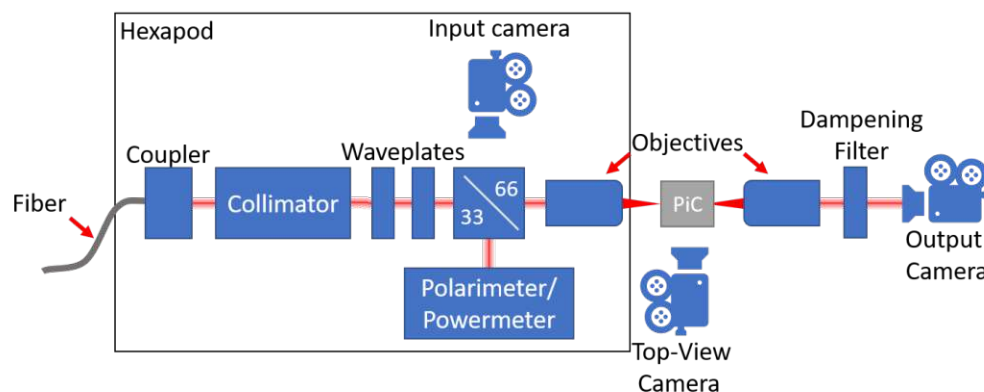 Hexapod
Input camera
Coupler
Waveplates
Objectives
Dampening
Filter
Fiber
Collimator
66
33
PiC
Output
Camera
Polarimeter/
Powermeter
Top-View
Camera